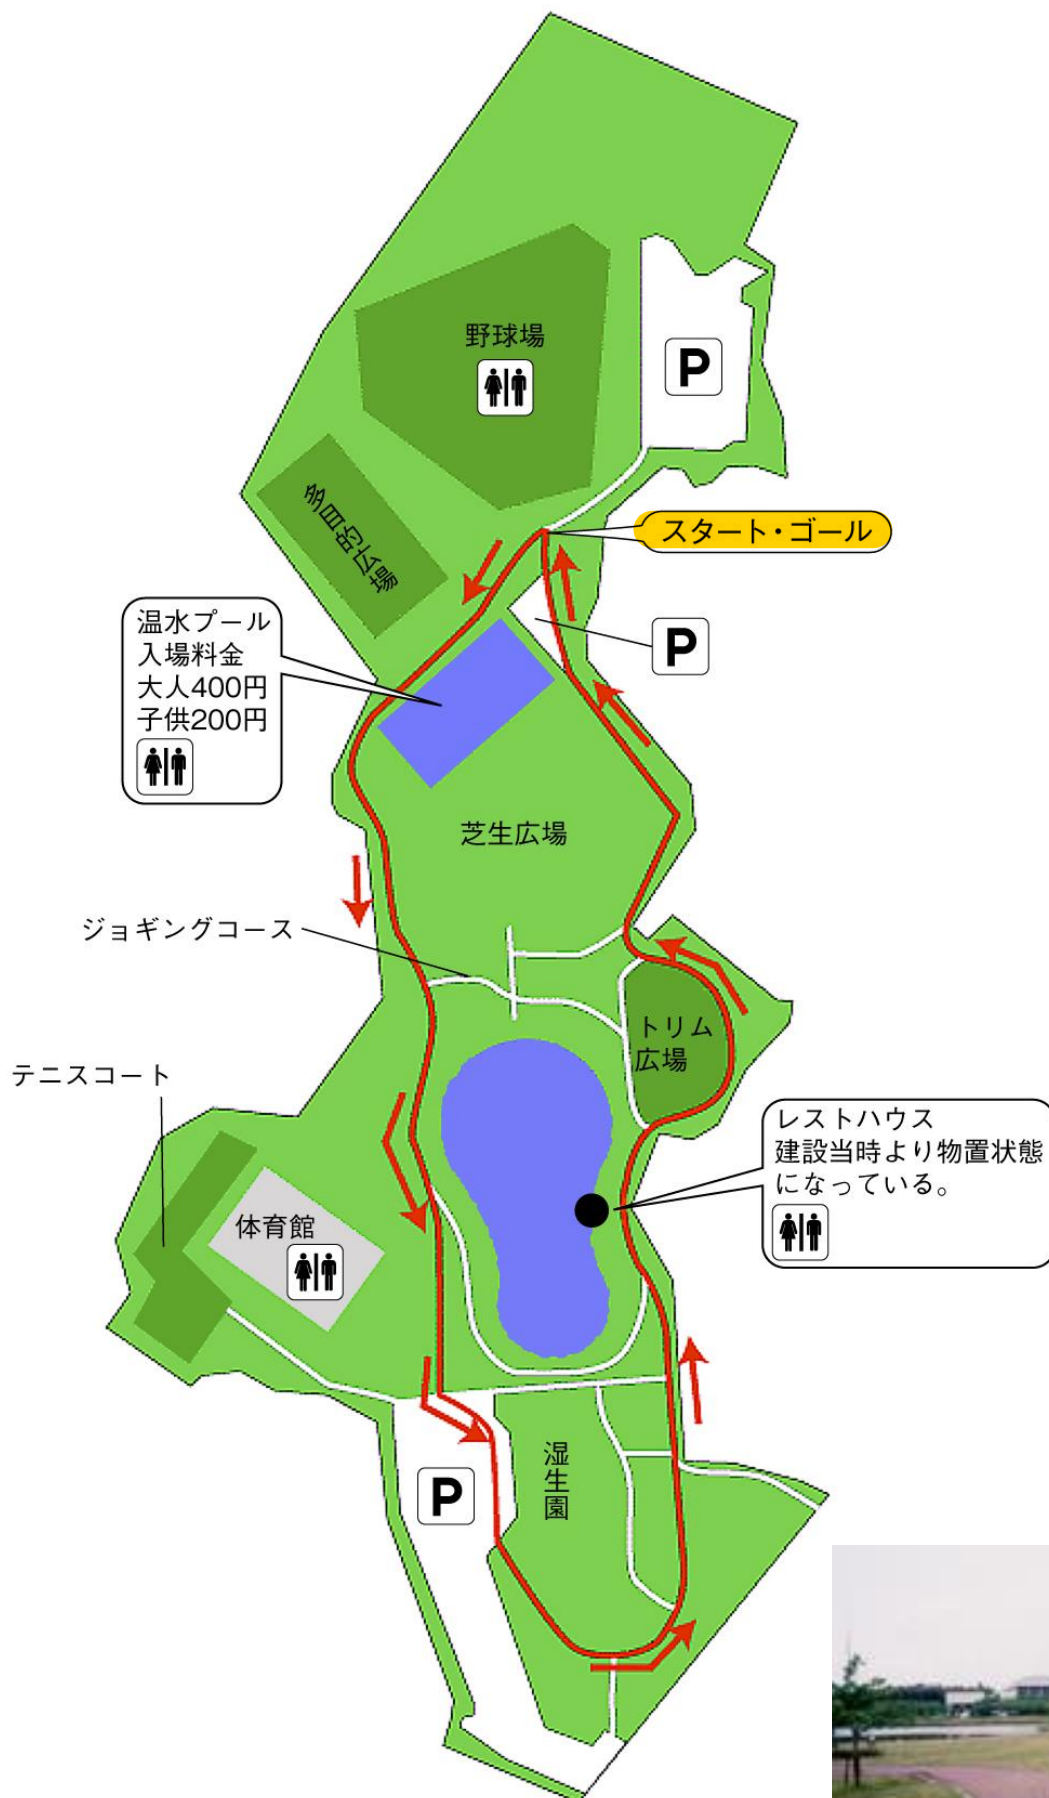 野球場
P
スタート・ゴール
多目的広場
P
温水プール
入場料金
大人400円
子供200円
芝生広場
ジョギングコース
トリム
広場
テニスコート
レストハウス
建設当時より物置状態
になっている。
体育館
P
湿生園